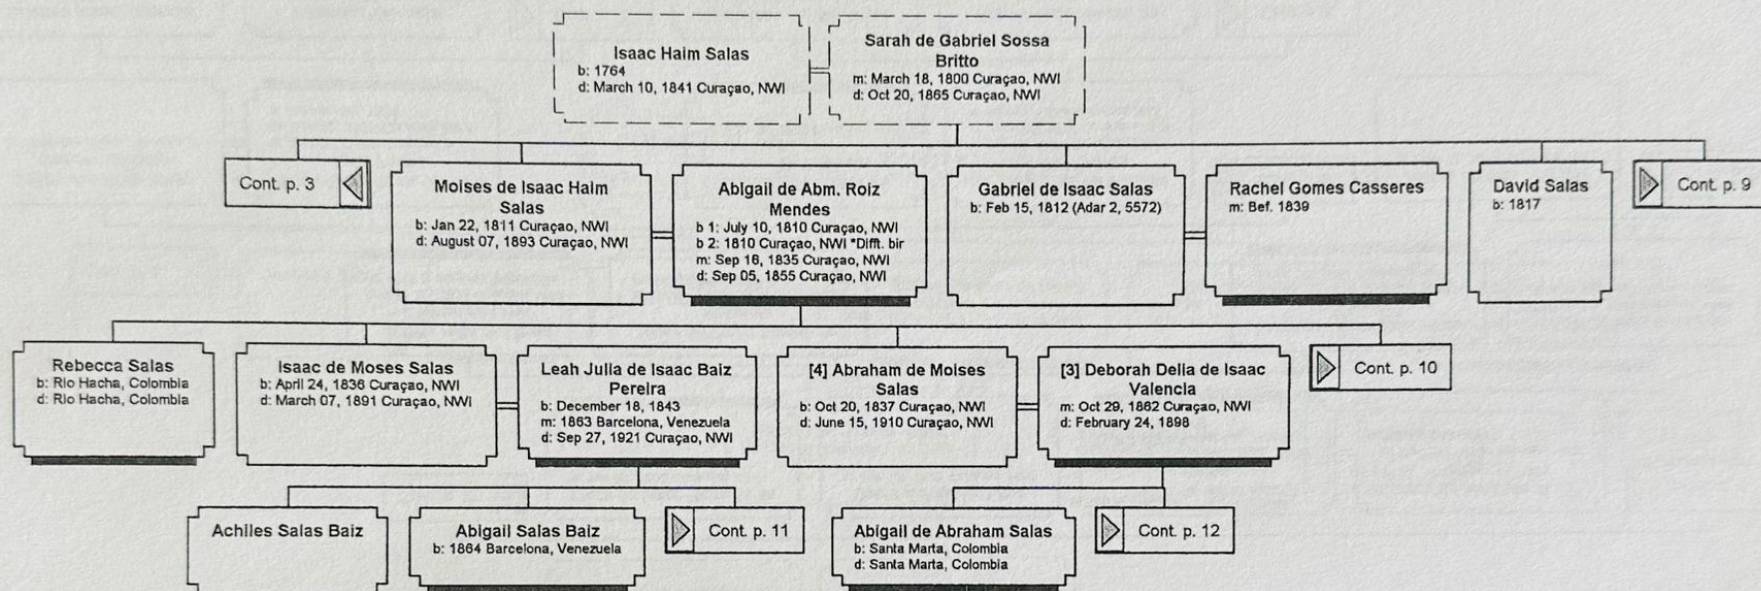 Isaac Haim Salas
b: 1764
d: March 10, 1841 Curaçao, NWI
Sarah de Gabriel Sossa
Britto
m: March 18, 1800 Curaçao, NWI
d: Oct 20, 1865 Curaçao, NWI
Cont. p. 3
Moises de Isaac Haim
Salas
b: Jan 22, 1811 Curaçao, NWI
d: August 07, 1893 Curaçao, NWI
Abigail de Abm. Roiz
Mendes
b 1: July 10, 1810 Curaçao, NWI
b 2: 1810 Curaçao, NWI *Difft. bir
m: Sep 16, 1835 Curaçao, NWI
d: Sep 05, 1855 Curaçao, NWI
Gabriel de Isaac Salas
b: Feb 15, 1812 (Adar 2, 5572)
Rachel Gomes Casseres
m: Bef. 1839
David Salas
b: 1817
Cont. p. 9
Rebecca Salas
b: Rio Hacha, Colombia
d: Rio Hacha, Colombia
Isaac de Moses Salas
b: April 24, 1836 Curaçao, NWI
d: March 07, 1891 Curaçao, NWI
Leah Julia de Isaac Baiz
Pereira
b: December 18, 1843
m: 1863 Barcelona, Venezuela
d: Sep 27, 1921 Curaçao, NWI
[4] Abraham de Moises
Salas
b: Oct 20, 1837 Curaçao, NWI
d: June 15, 1910 Curaçao, NWI
[3] Deborah Delia de Isaac
Valencia
m: Oct 29, 1862 Curaçao, NWI
d: February 24, 1898
Cont. p. 10
Achiles Salas Baiz
Abigail Salas Baiz
b: 1864 Barcelona, Venezuela
Cont. p. 11
Abigail de Abraham Salas
b: Santa Marta, Colombia
d: Santa Marta, Colombia
Cont. p. 12